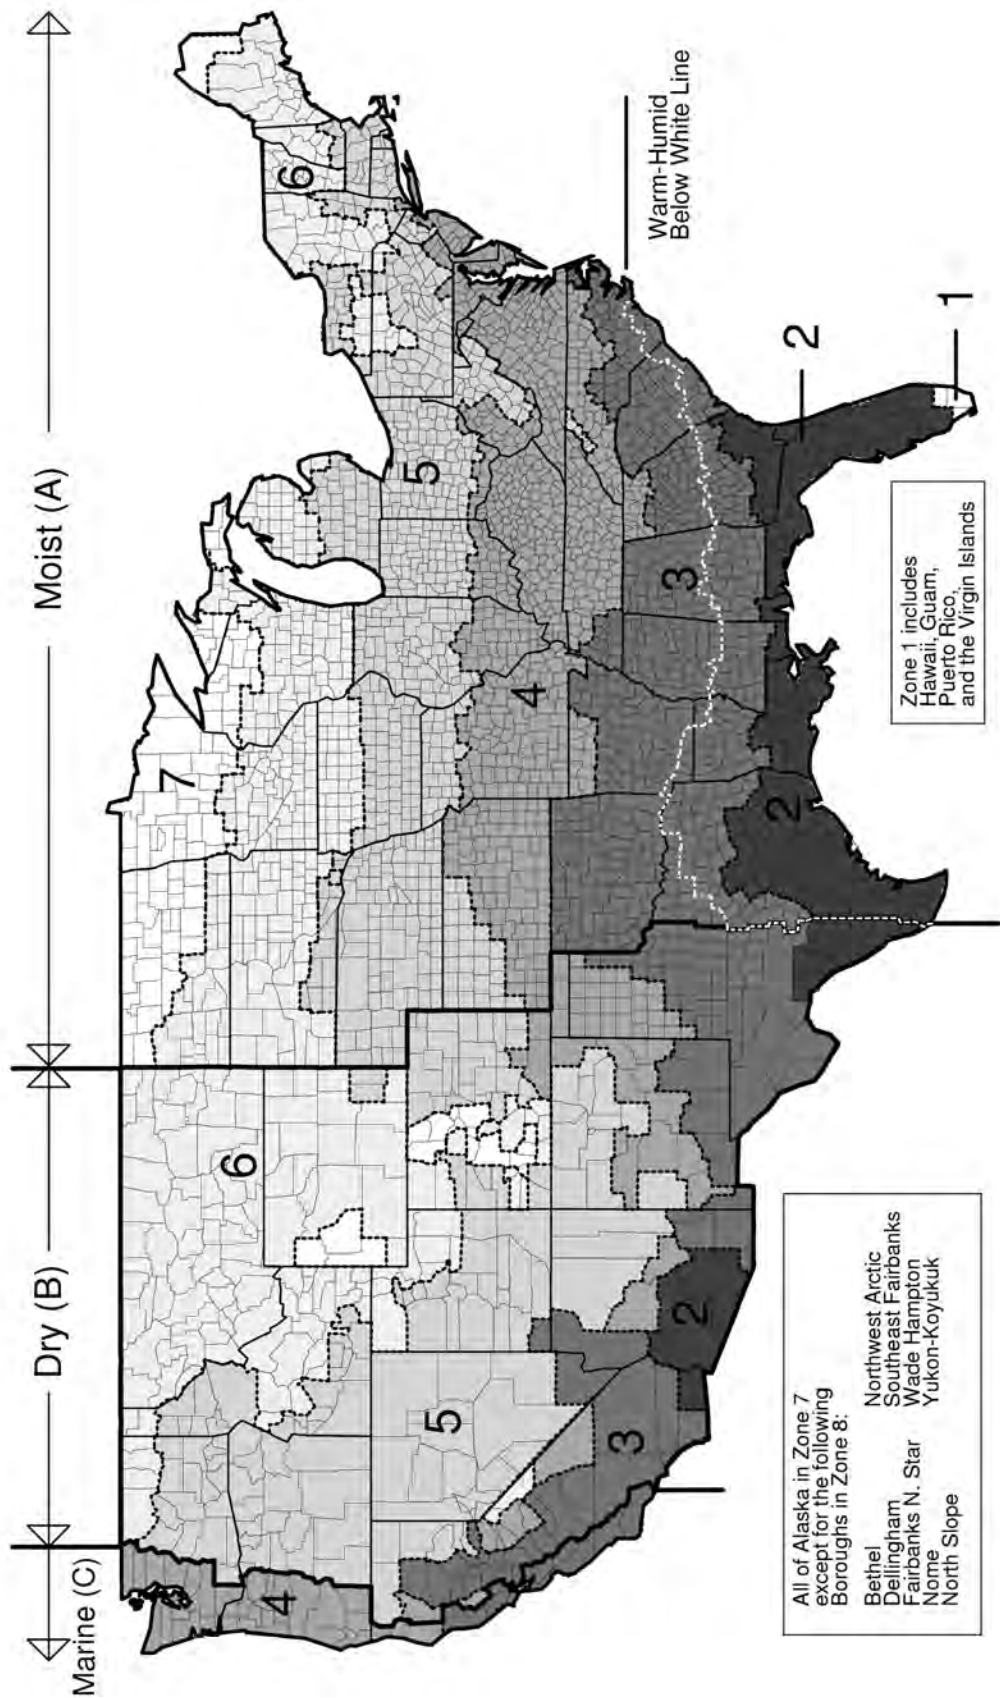 Marine (C)
Dry (B)
Moist (A)
7
6
6
5
5
4
4
3
3
2
2
2
1
Warm-Humid
Below White Line
All of Alaska in Zone 7
except for the following
Boroughs in Zone 8:
Bethel
Dellingham
Fairbanks N. Star
Nome
North Slope
Northwest Arctic
Southeast Fairbanks
Wade Hampton
Yukon-Koyukuk
Zone 1 includes
Hawaii, Guam,
Puerto Rico,
and the Virgin Islands